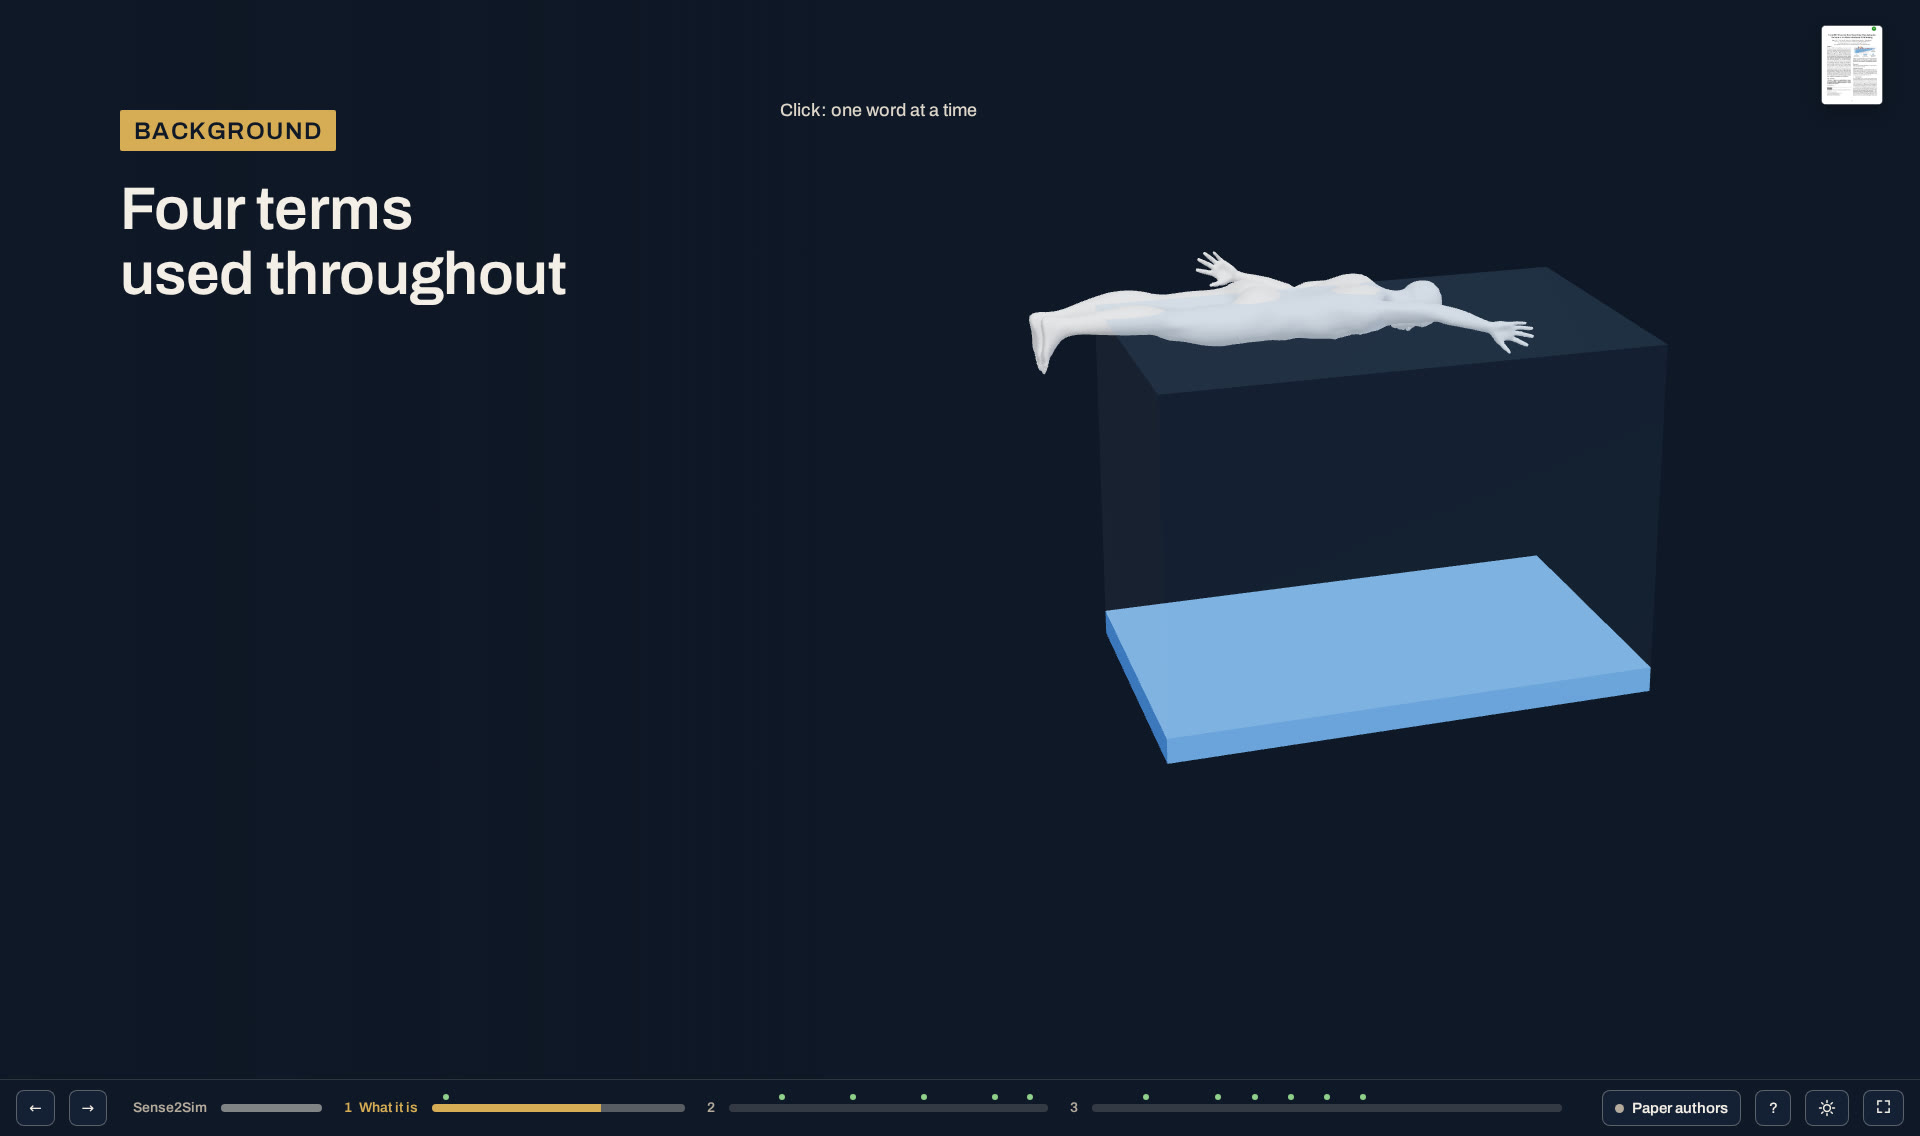 BACKGROUND
Click: one word at a time
Four terms
used throughout
←
→
Sense2Sim
1 What it is
2
3
Paper authors
?